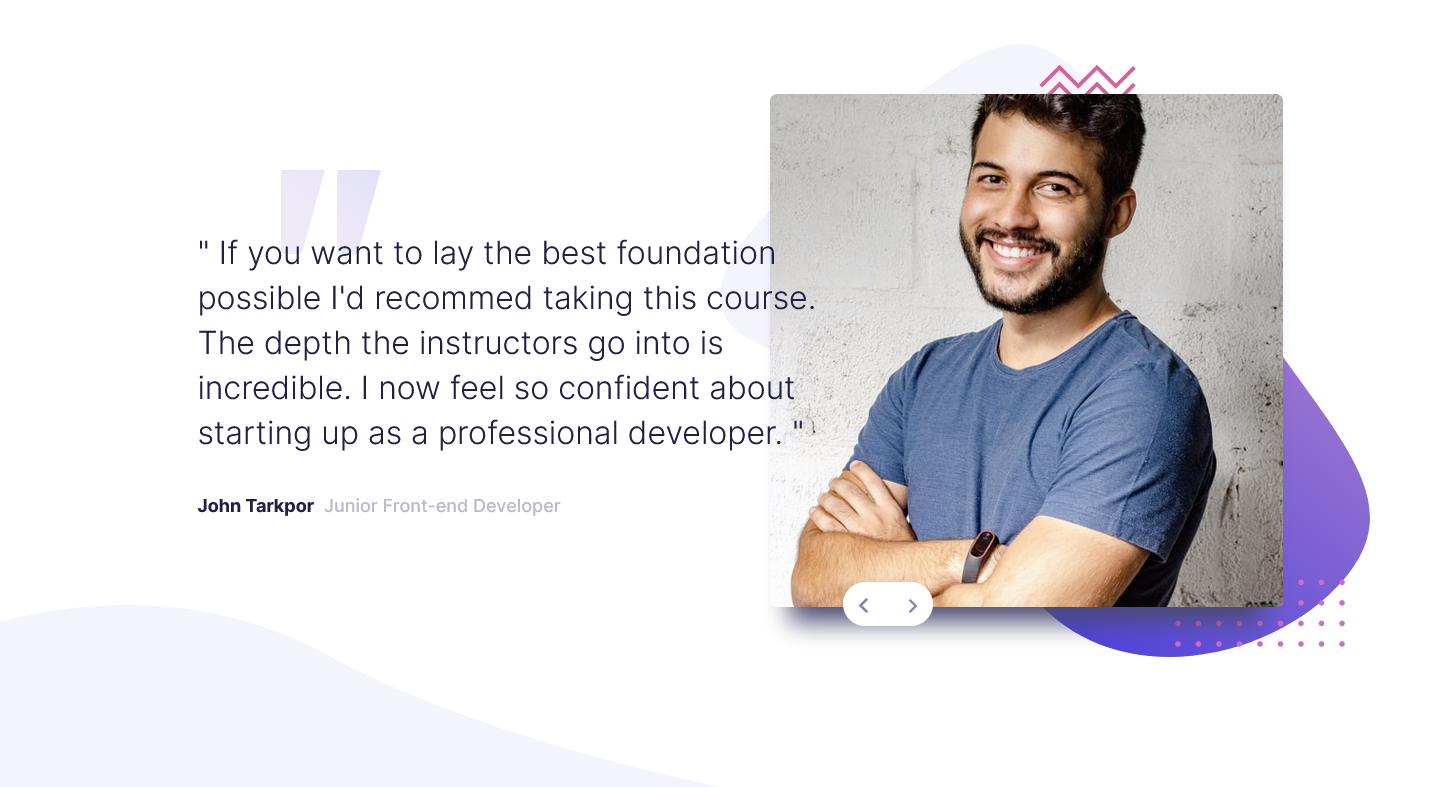 " If you want to lay the best foundation
possible I'd recommed taking this course.
The depth the instructors go into is
incredible. I now feel so confident about
starting up as a professional developer. "
John Tarkpor Junior Front-end Developer